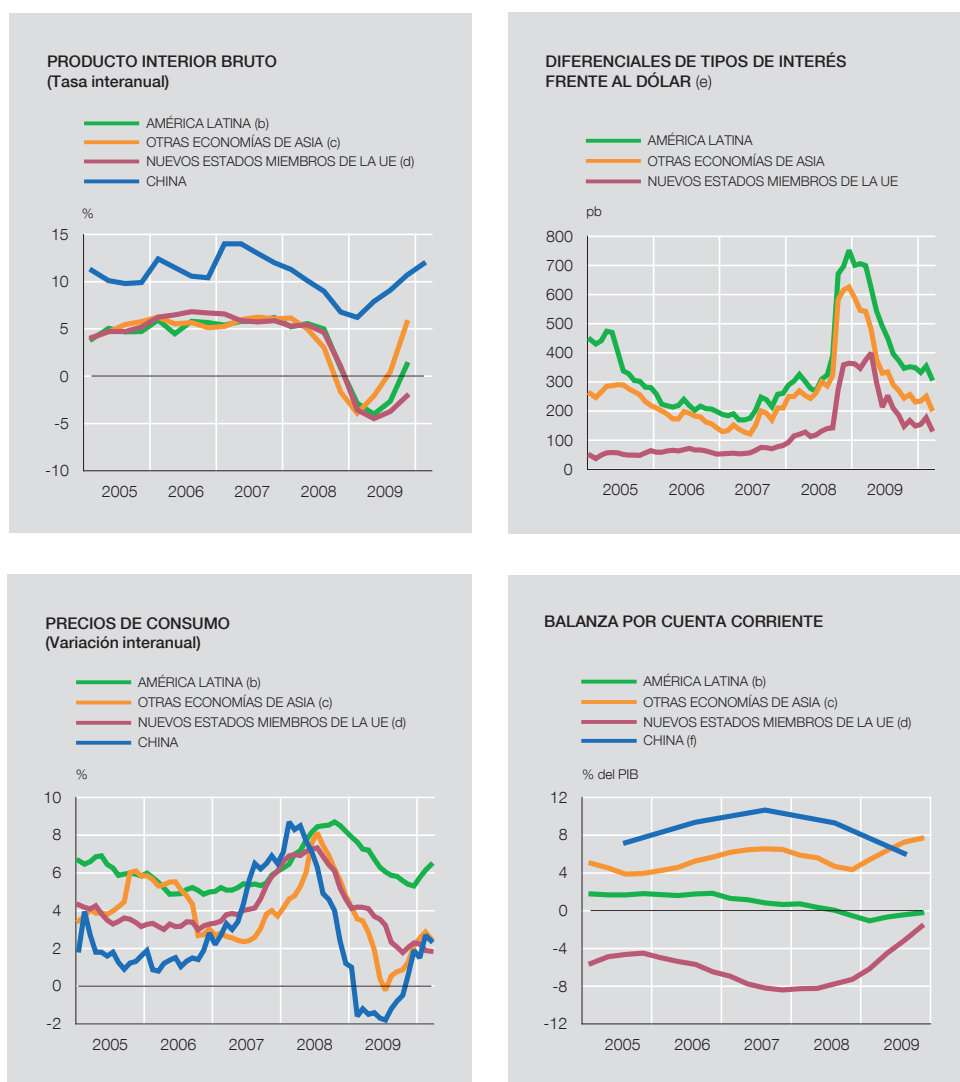 PRODUCTO INTERIOR BRUTO
(Tasa interanual)
AMÉRICA LATINA (b)
OTRAS ECONOMÍAS DE ASIA (c)
NUEVOS ESTADOS MIEMBROS DE LA UE (d)
CHINA
%
15
10
5
0
-5
-10
2005 2006 2007 2008 2009
DIFERENCIALES DE TIPOS DE INTERÉS
FRENTE AL DÓLAR (e)
AMÉRICA LATINA
OTRAS ECONOMÍAS DE ASIA
NUEVOS ESTADOS MIEMBROS DE LA UE
pb
800
700
600
500
400
300
200
100
0
2005 2006 2007 2008 2009
PRECIOS DE CONSUMO
(Variación interanual)
AMÉRICA LATINA (b)
OTRAS ECONOMÍAS DE ASIA (c)
NUEVOS ESTADOS MIEMBROS DE LA UE (d)
CHINA
%
10
8
6
4
2
0
-2
2005 2006 2007 2008 2009
BALANZA POR CUENTA CORRIENTE
AMÉRICA LATINA (b)
OTRAS ECONOMÍAS DE ASIA (c)
NUEVOS ESTADOS MIEMBROS DE LA UE (d)
CHINA (f)
% del PIB
12
8
4
0
-4
-8
-12
2005 2006 2007 2008 2009